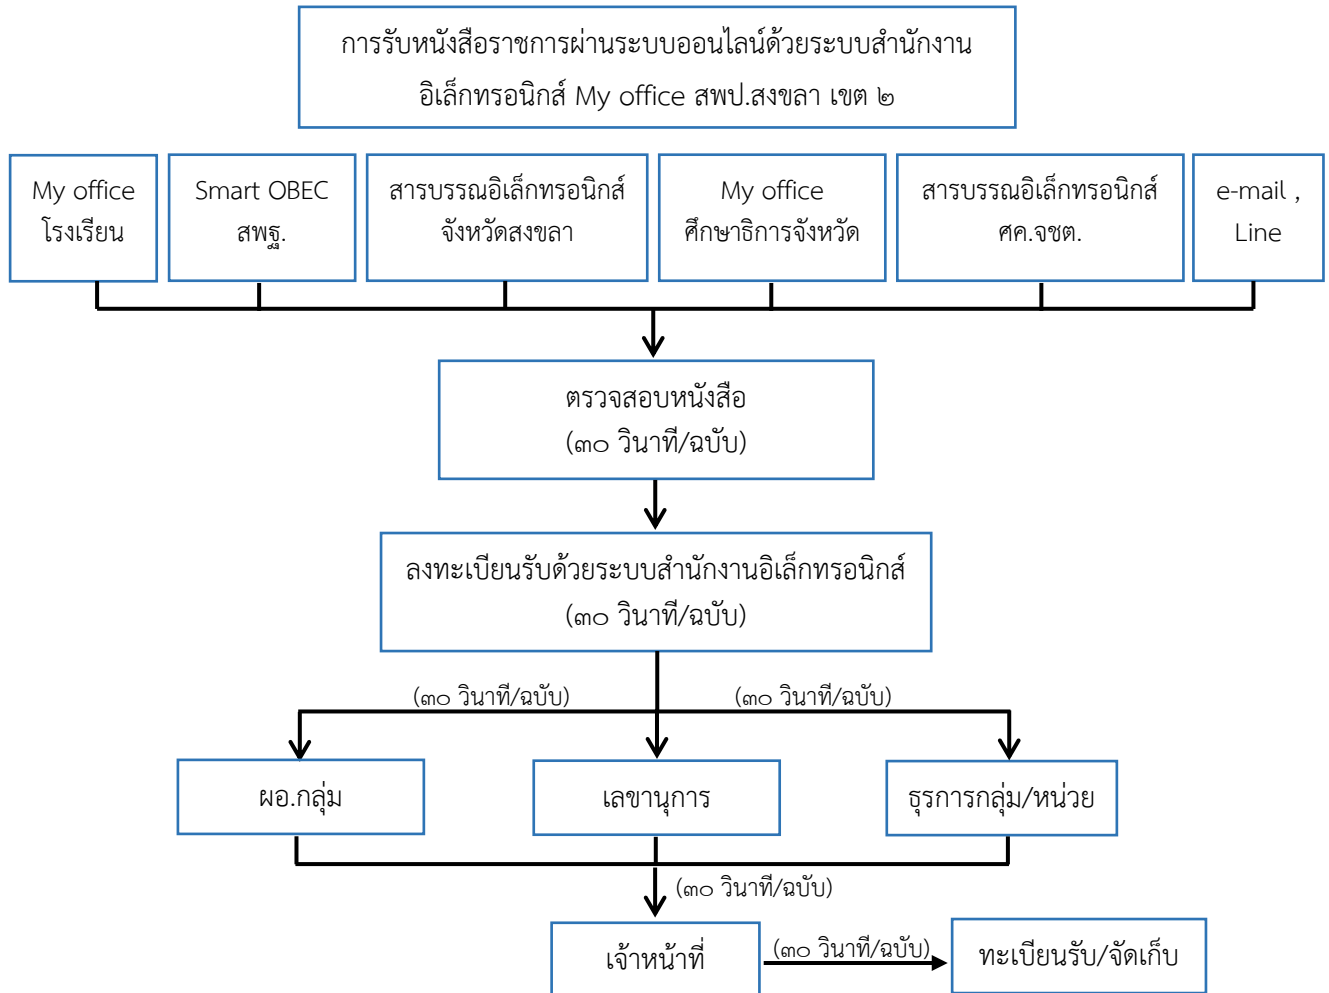 การรับหนังสือราชการผ่านระบบออนไลน์ด้วยระบบสำนักงาน
อิเล็กทรอนิกส์ My office สพป.สงขลา เขต ๒
My office
โรงเรียน
Smart OBEC
สพฐ.
สารบรรณอิเล็กทรอนิกส์
จังหวัดสงขลา
My office
ศึกษาธิการจังหวัด
สารบรรณอิเล็กทรอนิกส์
ศค.จชต.
e-mail ,
Line
ตรวจสอบหนังสือ
(๓๐ วินาที/ฉบับ)
ลงทะเบียนรับด้วยระบบสำนักงานอิเล็กทรอนิกส์
(๓๐ วินาที/ฉบับ)
(๓๐ วินาที/ฉบับ)
(๓๐ วินาที/ฉบับ)
ผอ.กลุ่ม
เลขานุการ
ธุรการกลุ่ม/หน่วย
(๓๐ วินาที/ฉบับ)
เจ้าหน้าที่
(๓๐ วินาที/ฉบับ)
ทะเบียนรับ/จัดเก็บ